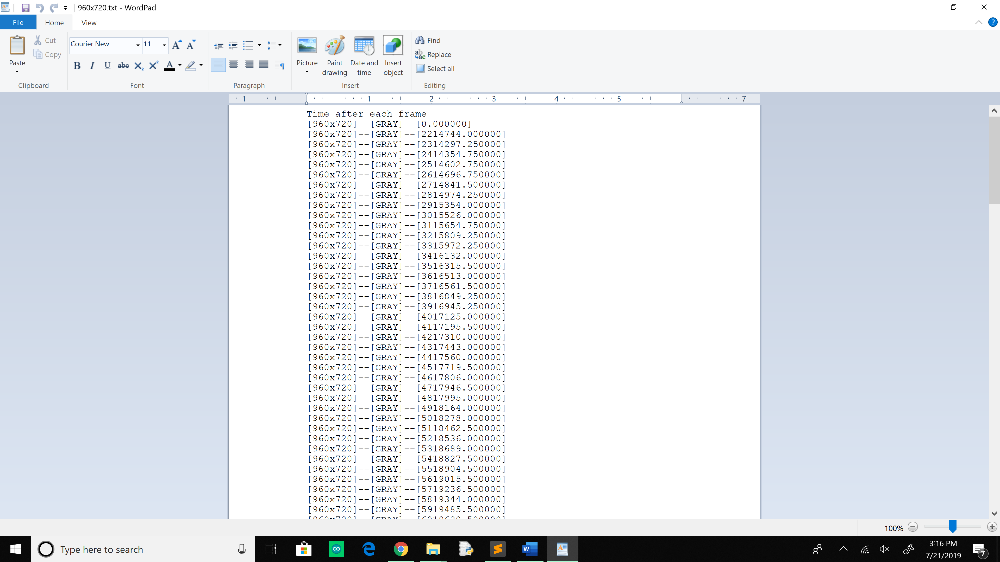 960x720.txt - WordPad
File Home View
Paste
Cut
Copy
Clipboard
Courier New 11
Font
Paragraph
Picture
Paint drawing
Date and time
Insert object
Insert
Find
Replace
Select all
Editing
1 1 2 3 4 5 7
Time after each frame
[960x720]--[GRAY]--[0.000000]
[960x720]--[GRAY]--[2214744.000000]
[960x720]--[GRAY]--[2314297.250000]
[960x720]--[GRAY]--[2414354.750000]
[960x720]--[GRAY]--[2514602.750000]
[960x720]--[GRAY]--[2614696.750000]
[960x720]--[GRAY]--[2714841.500000]
[960x720]--[GRAY]--[2814974.250000]
[960x720]--[GRAY]--[2915354.000000]
[960x720]--[GRAY]--[3015526.000000]
[960x720]--[GRAY]--[3115654.750000]
[960x720]--[GRAY]--[3215809.250000]
[960x720]--[GRAY]--[3315972.250000]
[960x720]--[GRAY]--[3416132.000000]
[960x720]--[GRAY]--[3516315.500000]
[960x720]--[GRAY]--[3616513.000000]
[960x720]--[GRAY]--[3716561.500000]
[960x720]--[GRAY]--[3816849.250000]
[960x720]--[GRAY]--[3916945.250000]
[960x720]--[GRAY]--[4017125.000000]
[960x720]--[GRAY]--[4117195.500000]
[960x720]--[GRAY]--[4217310.000000]
[960x720]--[GRAY]--[4317443.000000]
[960x720]--[GRAY]--[4417560.000000]
[960x720]--[GRAY]--[4517719.500000]
[960x720]--[GRAY]--[4617806.000000]
[960x720]--[GRAY]--[4717946.500000]
[960x720]--[GRAY]--[4817995.000000]
[960x720]--[GRAY]--[4918164.000000]
[960x720]--[GRAY]--[5018278.000000]
[960x720]--[GRAY]--[5118462.500000]
[960x720]--[GRAY]--[5218536.000000]
[960x720]--[GRAY]--[5318689.000000]
[960x720]--[GRAY]--[5418827.500000]
[960x720]--[GRAY]--[5518904.500000]
[960x720]--[GRAY]--[5619015.500000]
[960x720]--[GRAY]--[5719236.500000]
[960x720]--[GRAY]--[5819344.000000]
[960x720]--[GRAY]--[5919485.500000]
100%
Type here to search
3:16 PM
7/21/2019
7